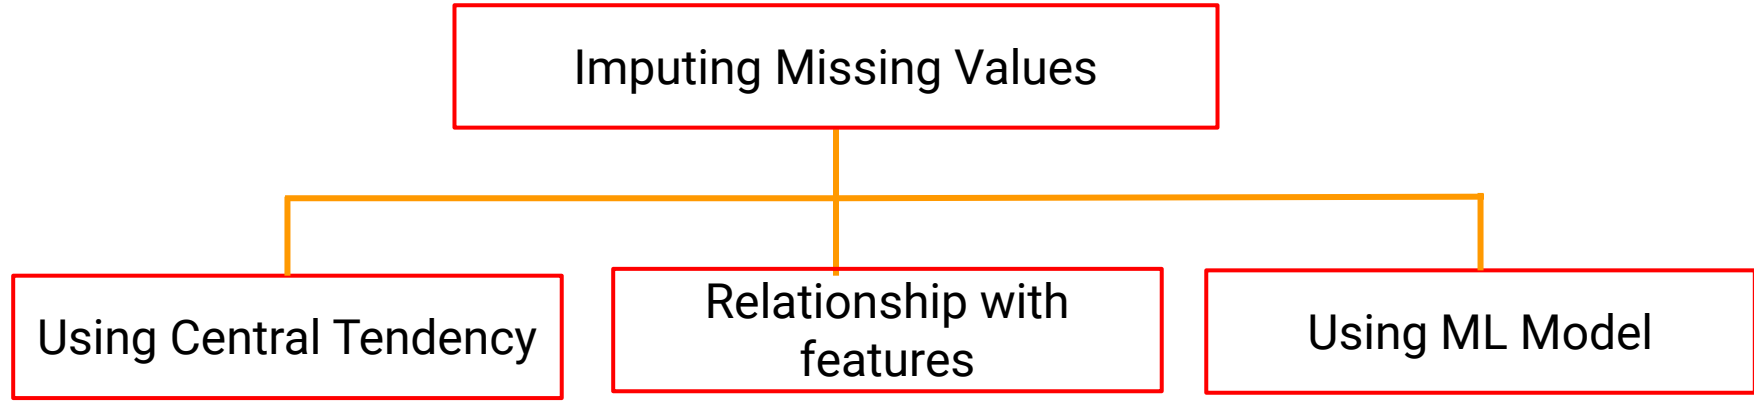 Imputing Missing Values
Using Central Tendency
Relationship with
features
Using ML Model